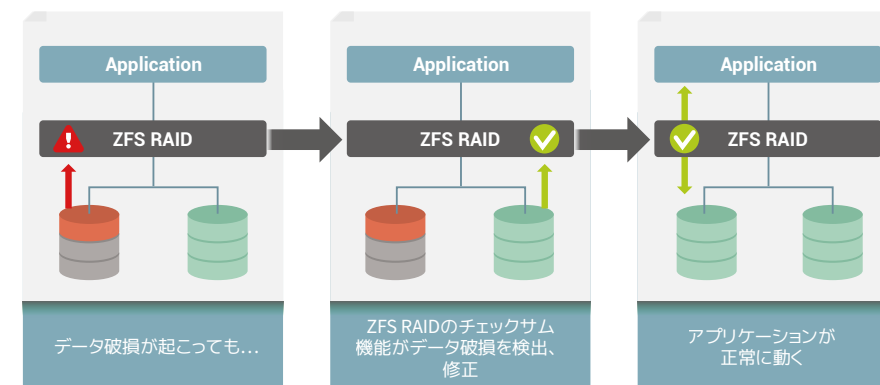 Application
ZFS RAID
データ破損が起こっても...
Application
ZFS RAID
ZFS RAIDのチェックサム
機能がデータ破損を検出、
修正
Application
ZFS RAID
アプリケーションが
正常に動く